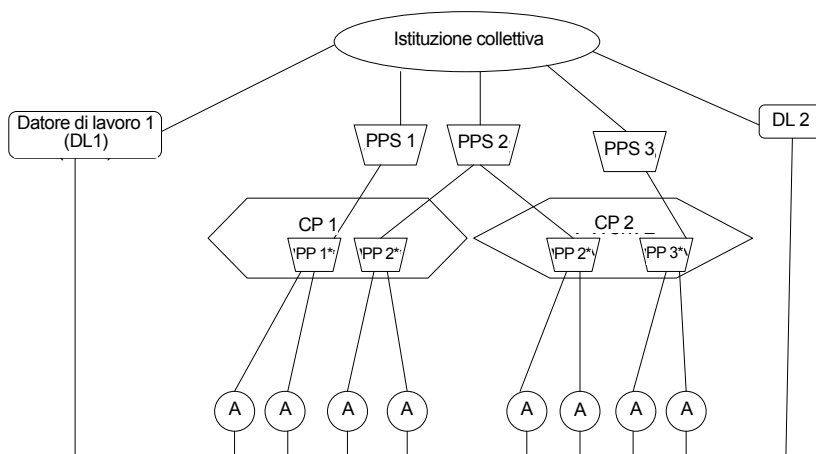 Istituzione collettiva
Datore di lavoro 1
(DL1)
DL 2
PPS 1
PPS 2
PPS 3
CP 1
CP 2
PP 1*
PP 2*
PP 2*
PP 3*
A
A
A
A
A
A
A
A